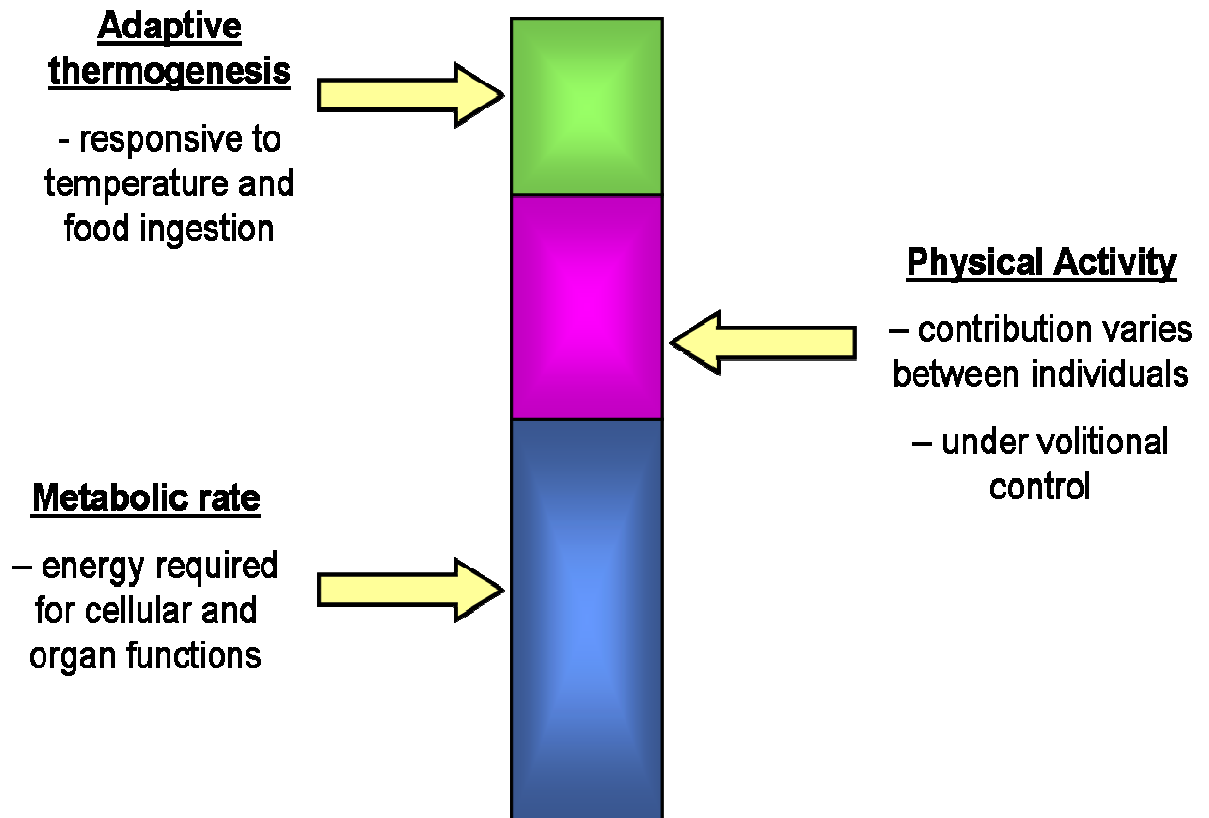 Adaptive
thermogenesis
- responsive to
temperature and
food ingestion
Physical Activity
– contribution varies
between individuals
– under volitional
control
Metabolic rate
– energy required
for cellular and
organ functions